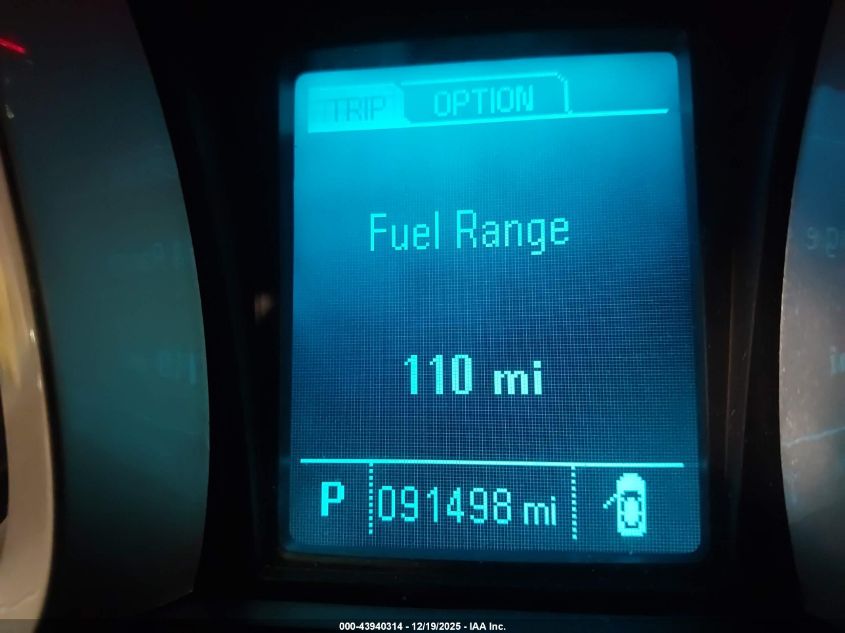 TRIP OPTION
Fuel Range
110 mi
P 091498 mi
000-43940314 - 12/19/2025 - IAA Inc.